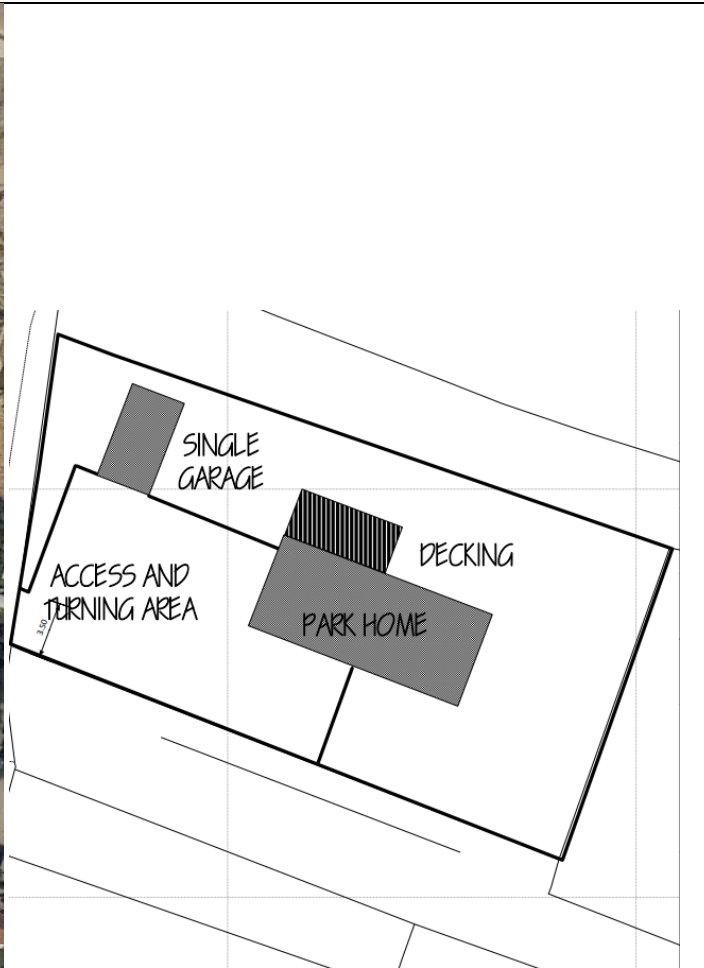 SINGLE
GARAGE
DECKING
ACCESS AND
TURNING AREA
3.50
PARK HOME